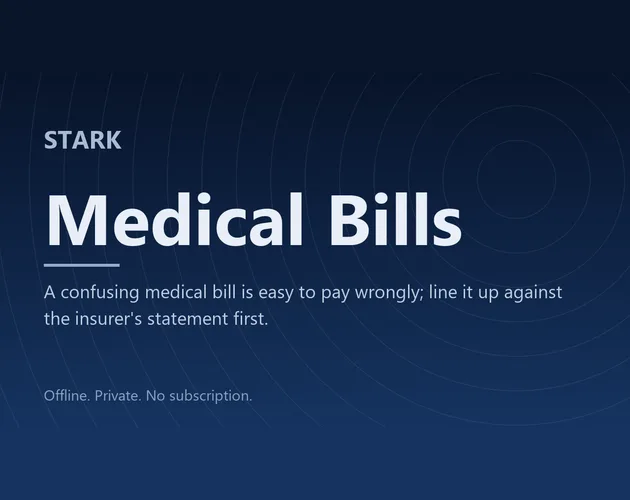 STARK
Medical Bills
A confusing medical bill is easy to pay wrongly; line it up against
the insurer's statement first.
Offline. Private. No subscription.